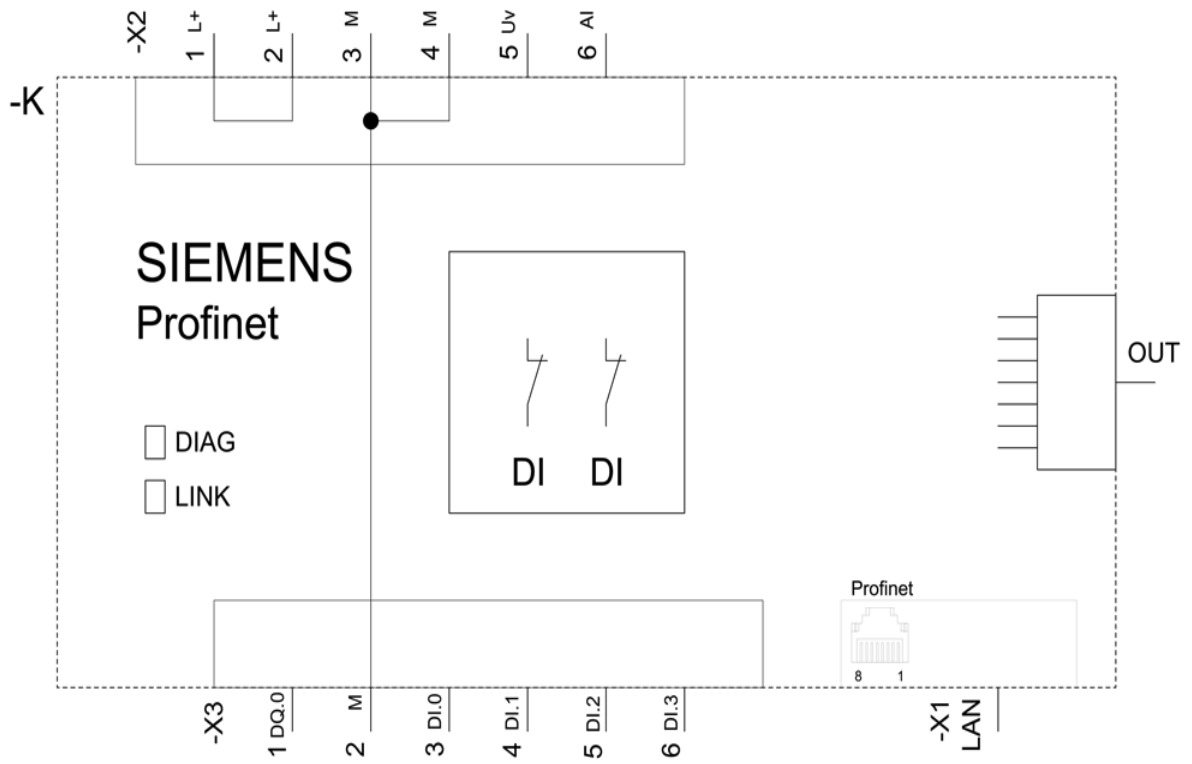 -X2
1 L+
2 L+
3 M
4 M
5 Uv
6 AI
-K
SIEMENS
Profinet
DIAG
LINK
DI DI
OUT
Profinet
8 1
-X3
1 DQ.0
2 M
3 DI.0
4 DI.1
5 DI.2
6 DI.3
-X1
LAN